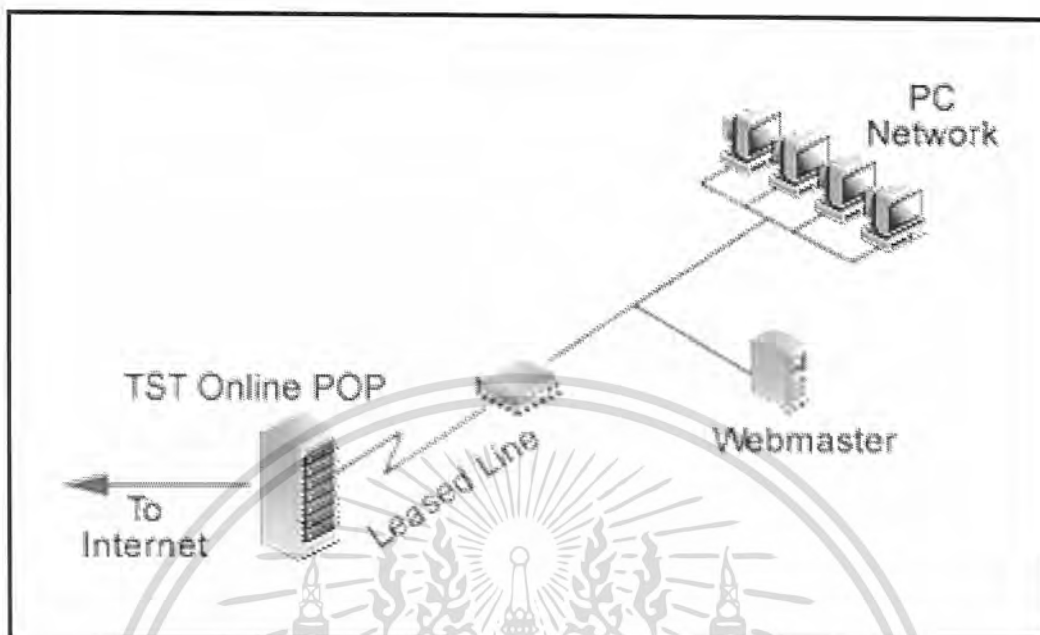 PC
Network
TST Online POP
Webmaster
Leased Line
To
Internet